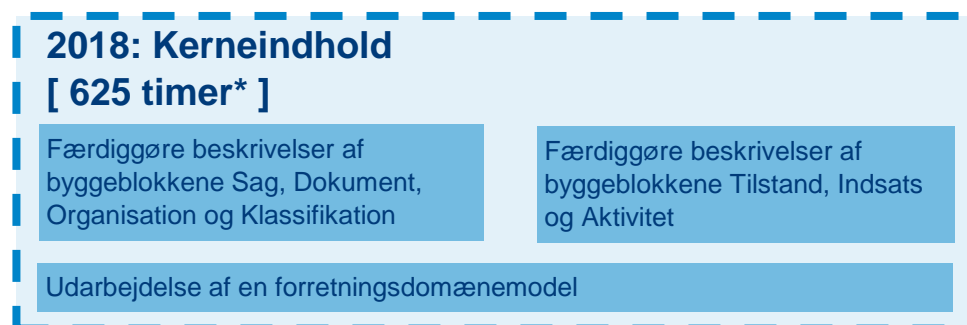 2018: Kerneindhold
[ 625 timer* ]
Færdiggøre beskrivelser af
byggeblokkene Sag, Dokument,
Organisation og Klassifikation
Færdiggøre beskrivelser af
byggeblokkene Tilstand, Indsats
og Aktivitet
Udarbejdelse af en forretningsdomænemodel